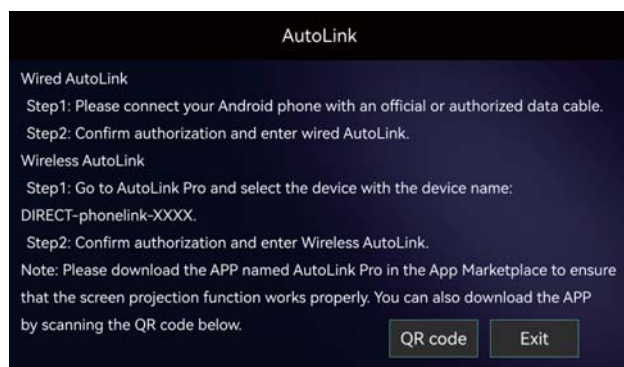 AutoLink
Wired AutoLink
Step1: Please connect your Android phone with an official or authorized data cable.
Step2: Confirm authorization and enter wired AutoLink.
Wireless AutoLink
Step1: Go to AutoLink Pro and select the device with the device name:
DIRECT-phonelink-XXXX.
Step2: Confirm authorization and enter Wireless AutoLink.
Note: Please download the APP named AutoLink Pro in the App Marketplace to ensure
that the screen projection function works properly. You can also download the APP
by scanning the QR code below.
QR code
Exit